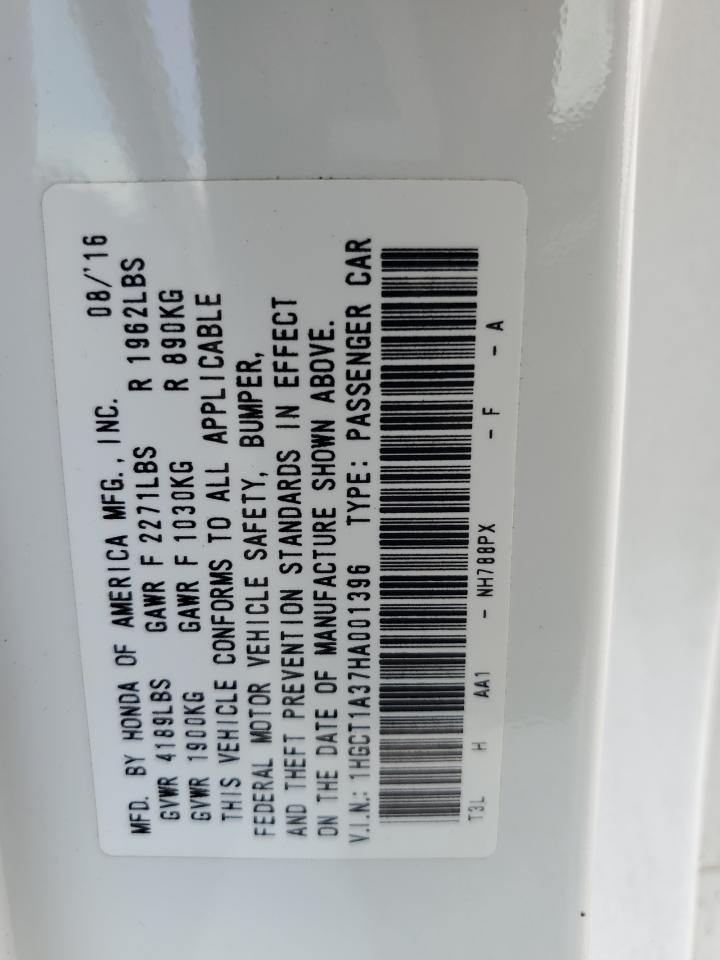 MFD. BY HONDA OF AMERICA MFG., INC. 08/'16
GVWR 4189LBS GAWR F 2271LBS R 1962LBS
GVWR 1900KG GAWR F 1030KG R 890KG
THIS VEHICLE CONFORMS TO ALL APPLICABLE
FEDERAL MOTOR VEHICLE SAFETY, BUMPER,
AND THEFT PREVENTION STANDARDS IN EFFECT
ON THE DATE OF MANUFACTURE SHOWN ABOVE.
V.I.N.: 1HGCT1A37HA001396 TYPE: PASSENGER CAR
T3L H AA1 - NH788PX - F - A